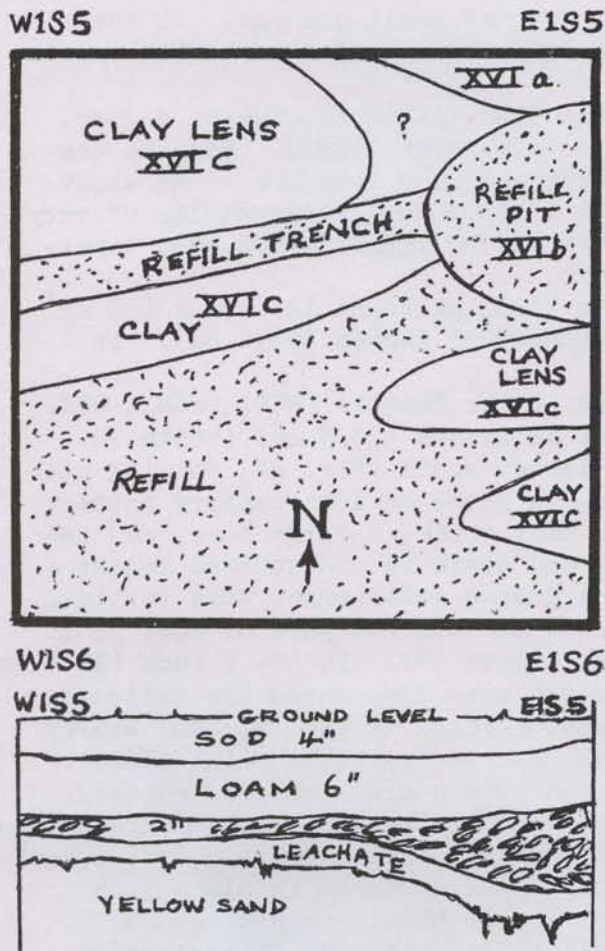 W1S5 E1S5
XVI a
CLAY LENS
XVI C
?
REFILL
PIT
XVI b
REFILL TRENCH
XVI C
CLAY
CLAY
LENS
XVI c
REFILL
N
CLAY
XVI C
W1S6 E1S6
W1S5 E1S5
GROUND LEVEL
SOD 4"
LOAM 6"
2"
LEACHATE
YELLOW SAND